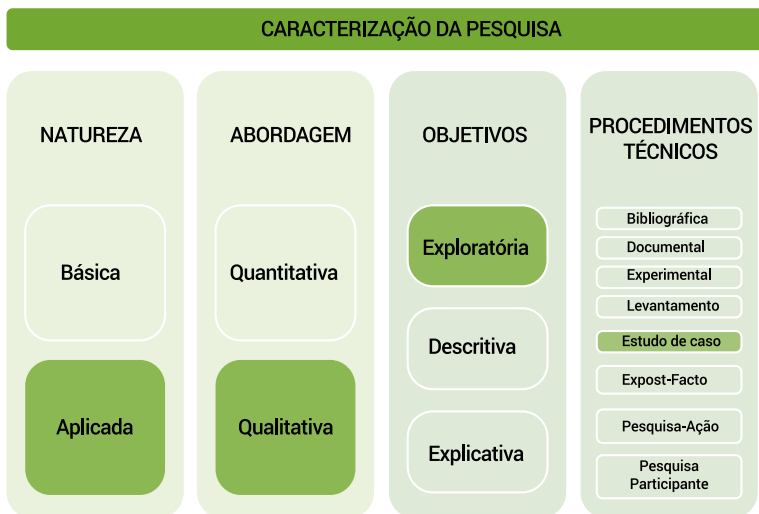 CARACTERIZAÇÃO DA PESQUISA
NATUREZA
Básica
Aplicada
ABORDAGEM
Quantitativa
Qualitativa
OBJETIVOS
Exploratória
Descritiva
Explicativa
PROCEDIMENTOS
TÉCNICOS
Bibliográfica
Documental
Experimental
Levantamento
Estudo de caso
Expost-Facto
Pesquisa-Ação
Pesquisa
Participante